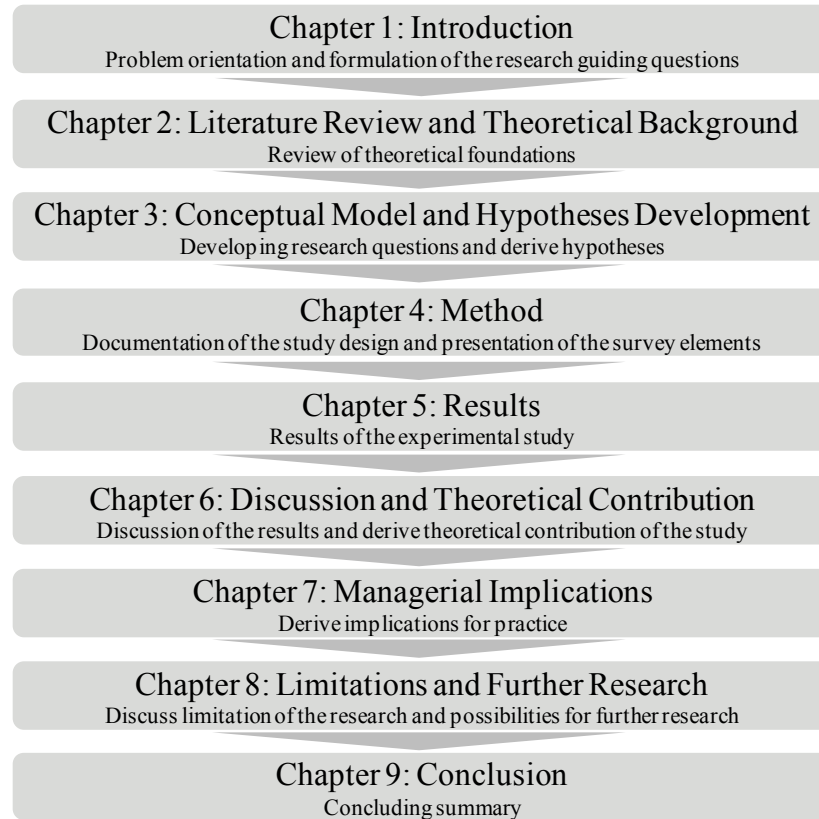 Chapter 1: Introduction
Problem orientation and formulation of the research guiding questions
Chapter 2: Literature Review and Theoretical Background
Review of theoretical foundations
Chapter 3: Conceptual Model and Hypotheses Development
Developing research questions and derive hypotheses
Chapter 4: Method
Documentation of the study design and presentation of the survey elements
Chapter 5: Results
Results of the experimental study
Chapter 6: Discussion and Theoretical Contribution
Discussion of the results and derive theoretical contribution of the study
Chapter 7: Managerial Implications
Derive implications for practice
Chapter 8: Limitations and Further Research
Discuss limitation of the research and possibilities for further research
Chapter 9: Conclusion
Concluding summary